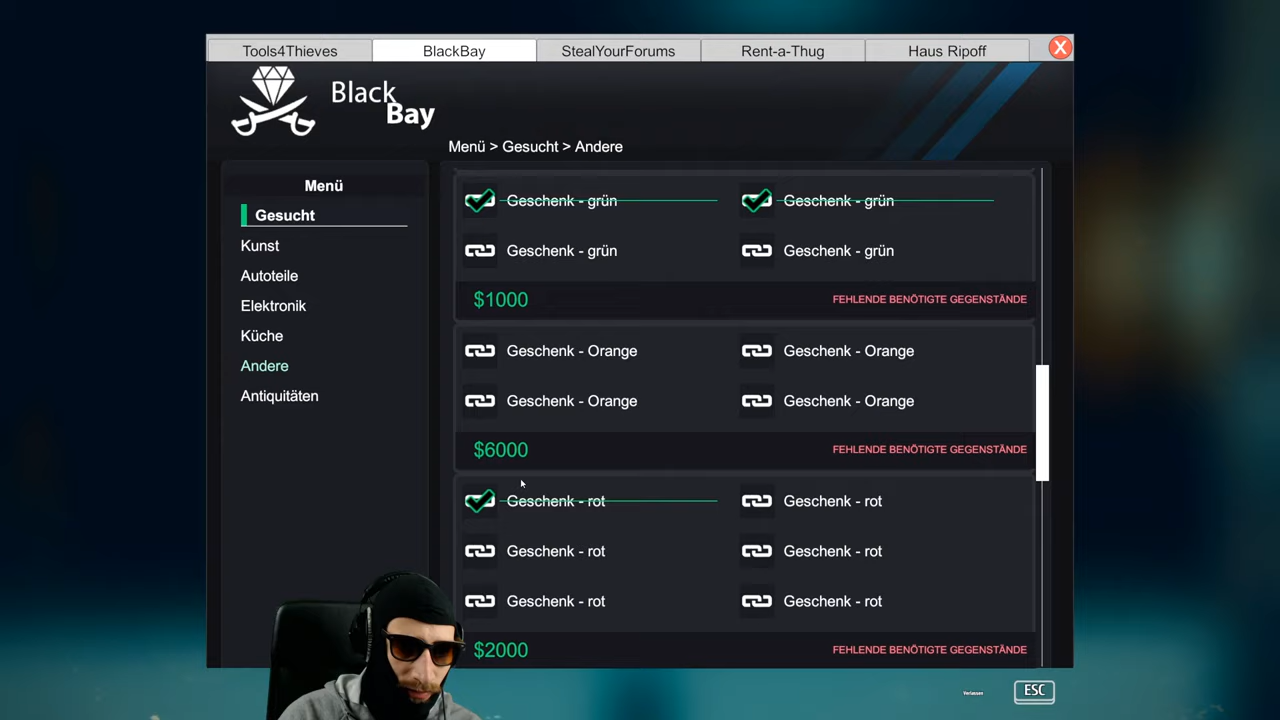 Tools4Thieves
BlackBay
StealYourForums
Rent-a-Thug
Haus Ripoff
X
Black
Bay
Menü > Gesucht > Andere
Menü
Gesucht
Kunst
Autoteile
Elektronik
Küche
Andere
Antiquitäten
Geschenk - grün
Geschenk - grün
Geschenk - grün
Geschenk - grün
$1000
FEHLENDE BENÖTIGTE GEGENSTÄNDE
Geschenk - Orange
Geschenk - Orange
Geschenk - Orange
Geschenk - Orange
$6000
FEHLENDE BENÖTIGTE GEGENSTÄNDE
Geschenk - rot
Geschenk - rot
Geschenk - rot
Geschenk - rot
Geschenk - rot
Geschenk - rot
$2000
FEHLENDE BENÖTIGTE GEGENSTÄNDE
Verlassen
ESC